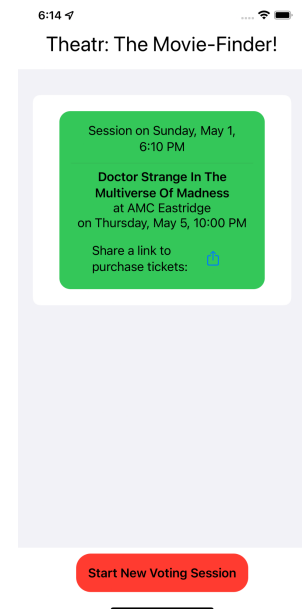 6:14
Theatr: The Movie-Finder!
Session on Sunday, May 1,
6:10 PM
Doctor Strange In The
Multiverse Of Madness
at AMC Eastridge
on Thursday, May 5, 10:00 PM
Share a link to
purchase tickets:
Start New Voting Session